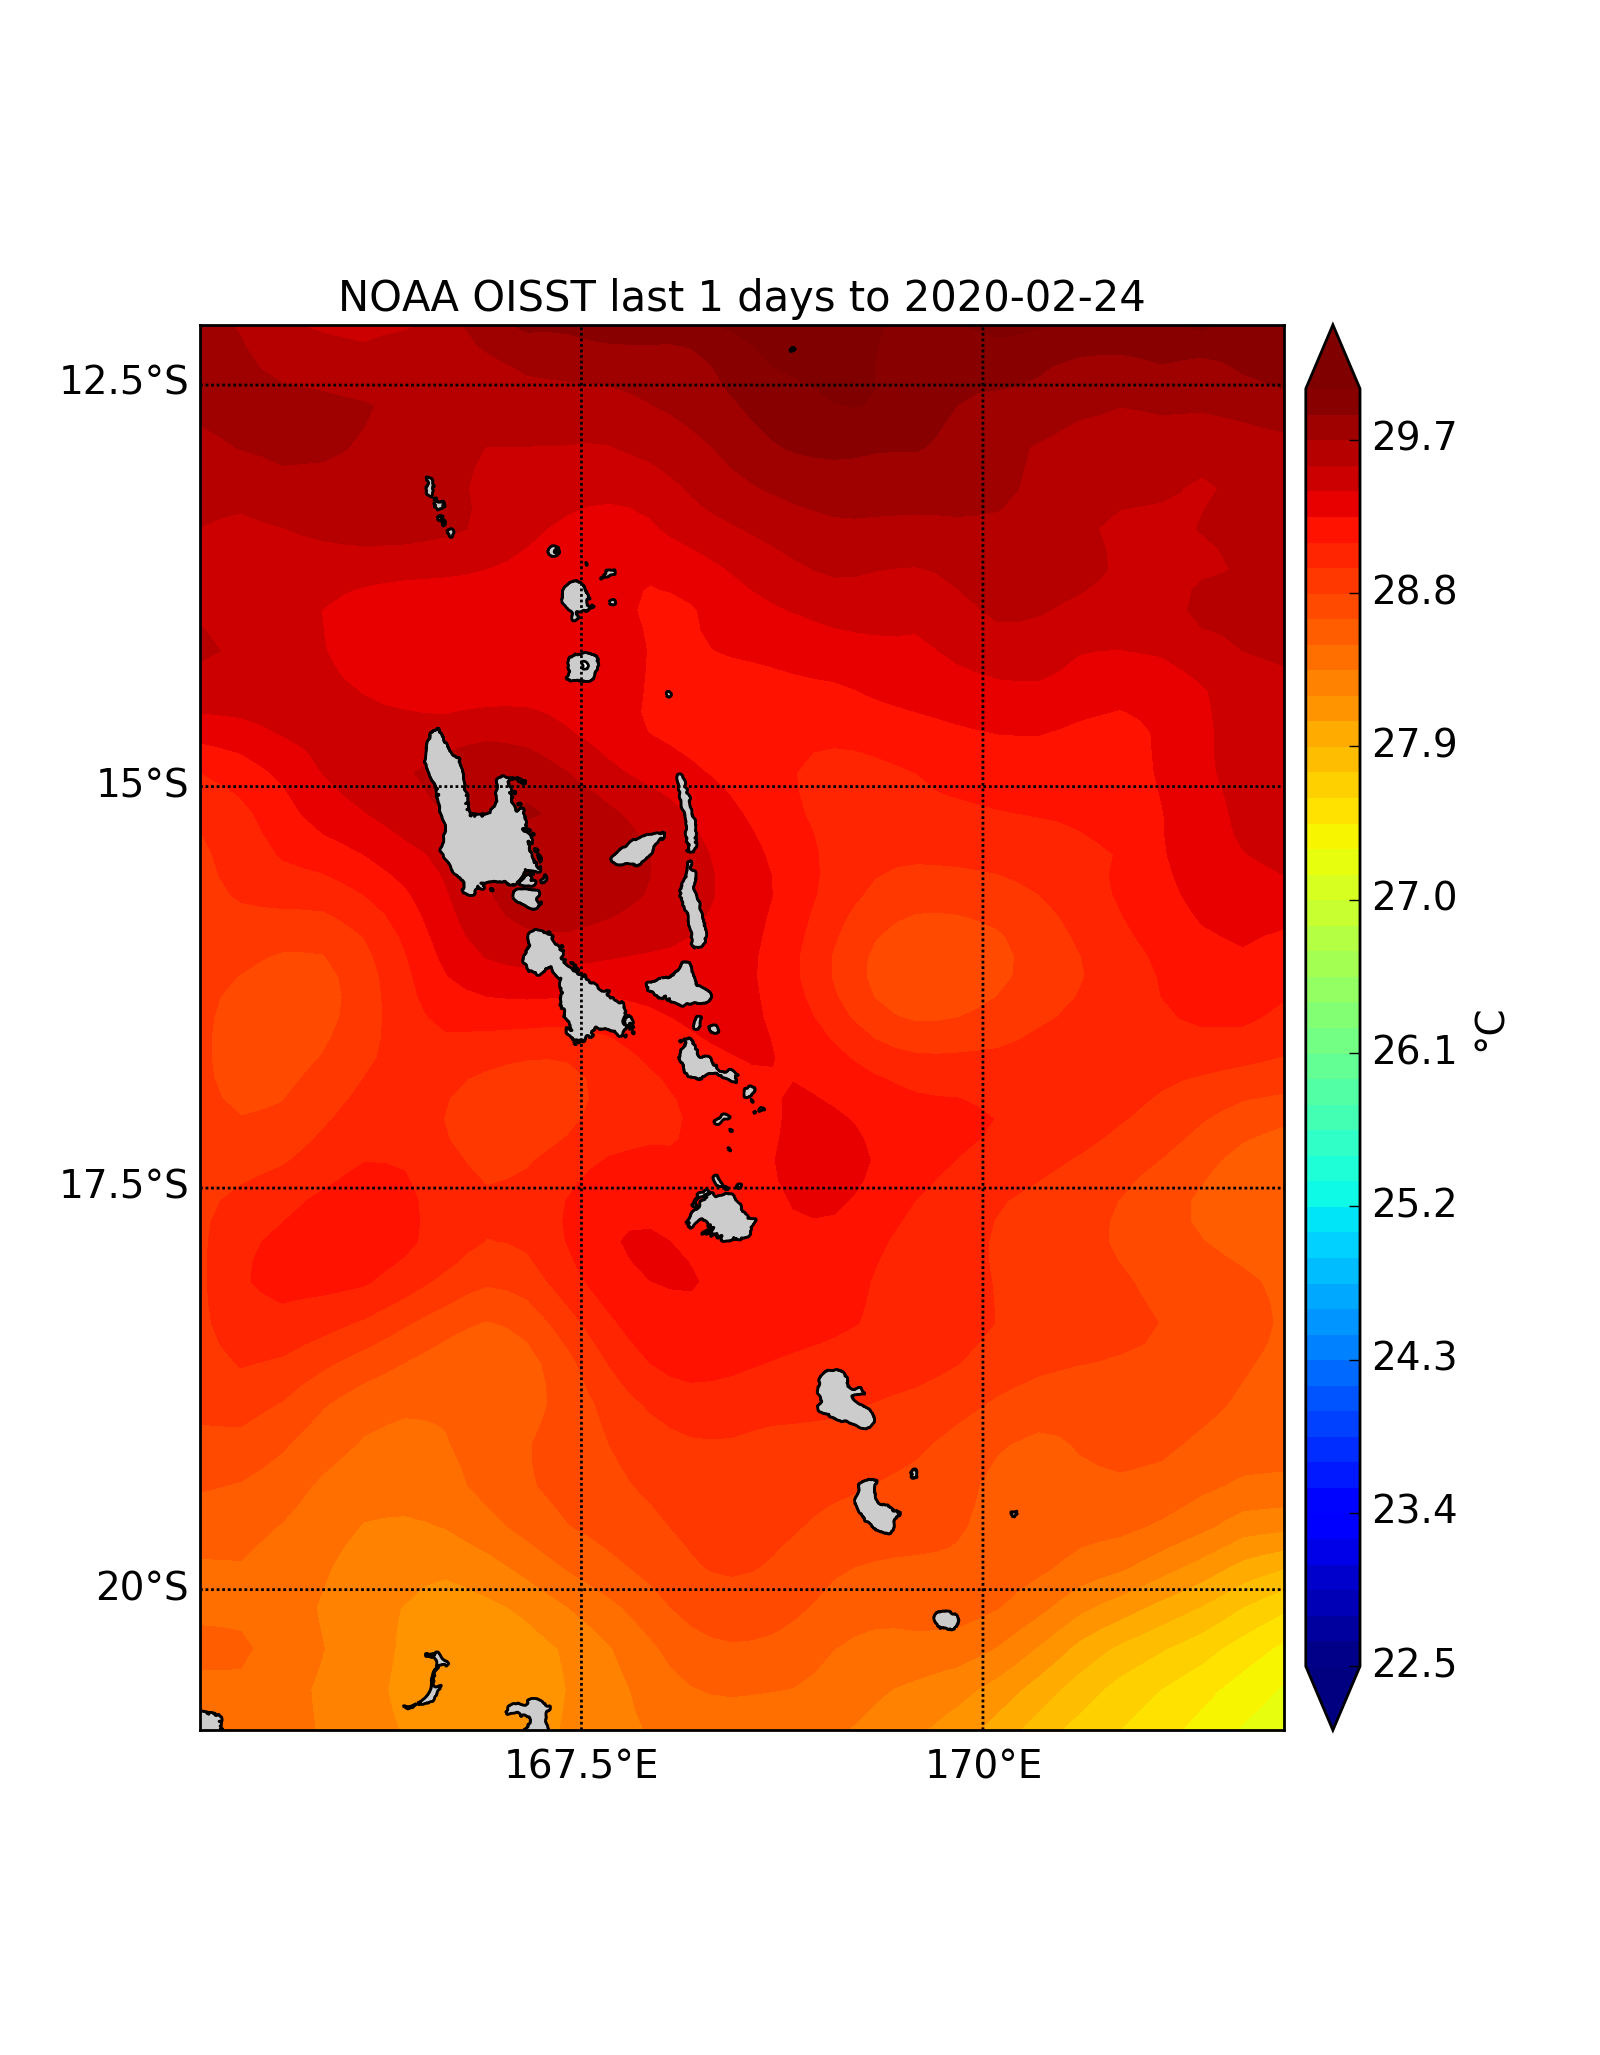 NOAA OISST last 1 days to 2020-02-24
12.5°S
15°S
17.5°S
20°S
167.5°E
170°E
29.7
28.8
27.9
27.0
26.1
25.2
24.3
23.4
22.5
°C